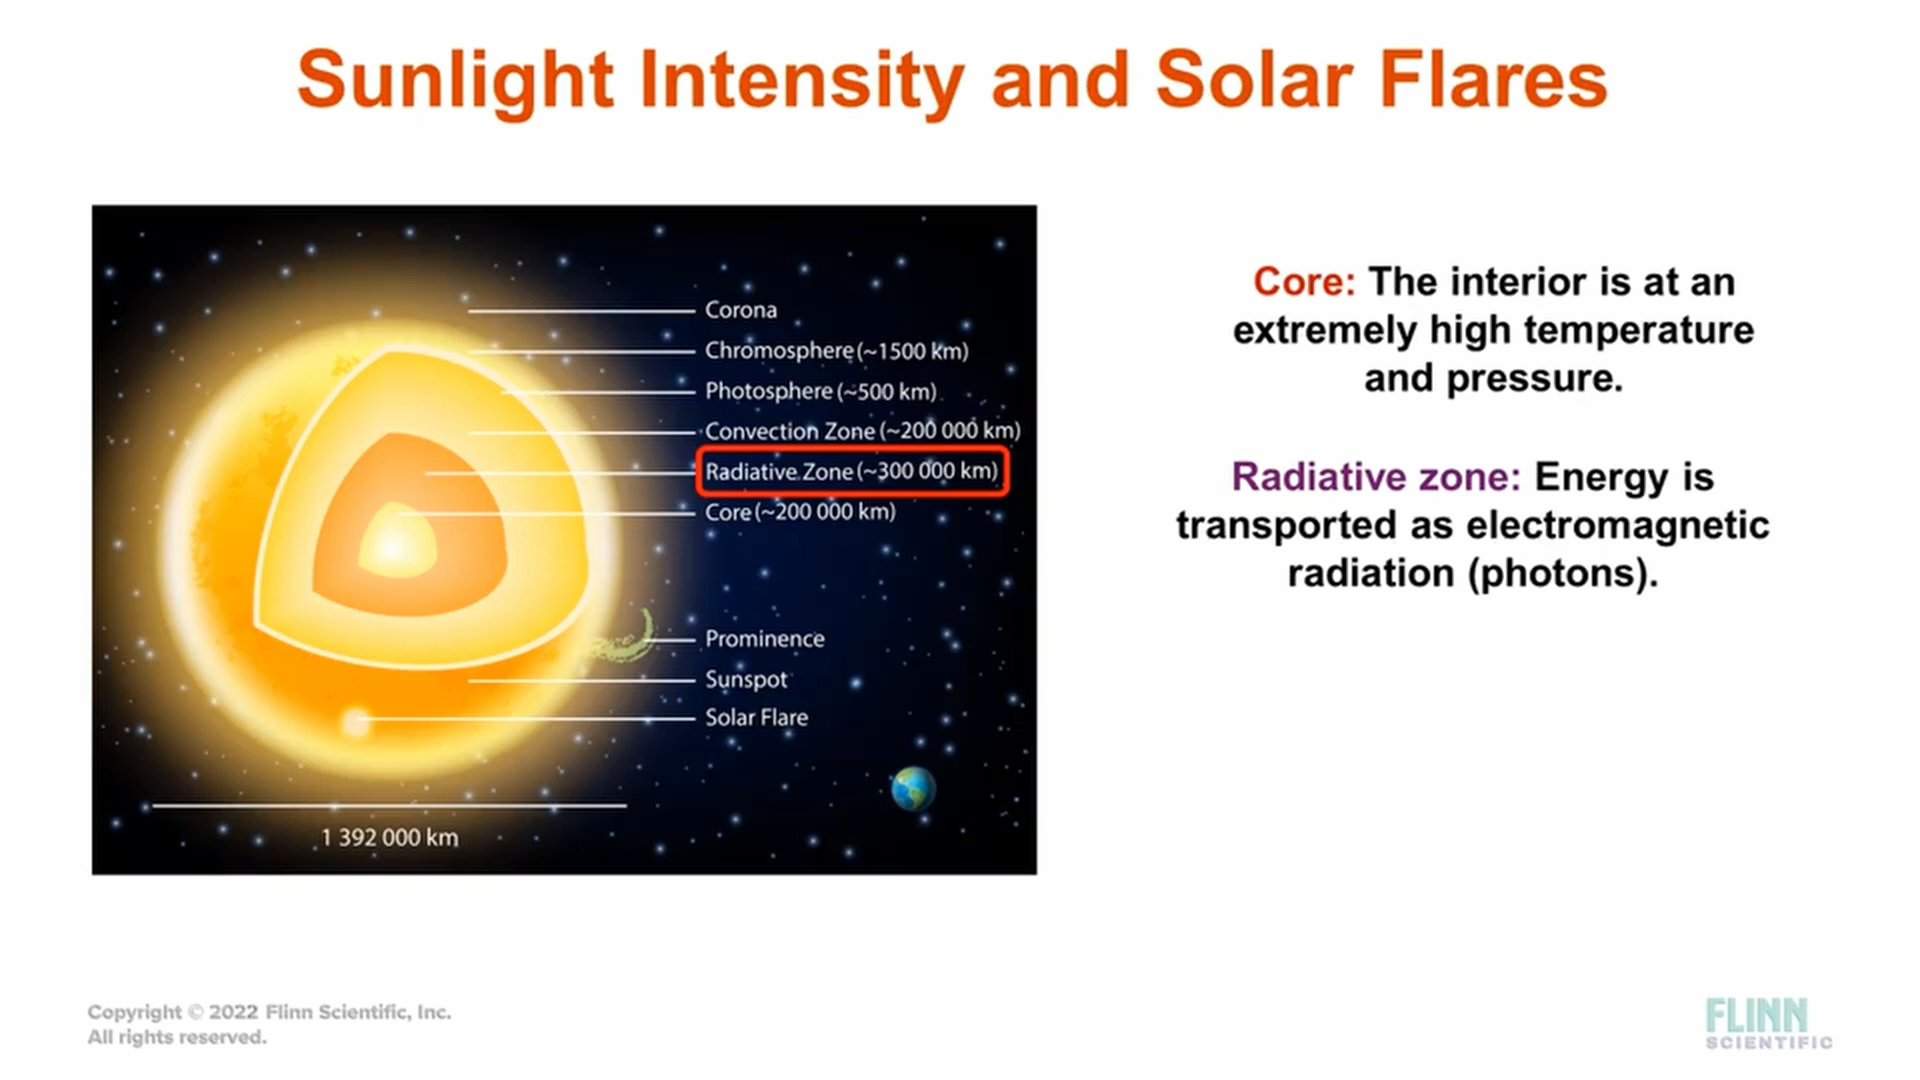 Sunlight Intensity and Solar Flares
Corona
Chromosphere (~1500 km)
Photosphere (~500 km)
Convection Zone (~200 000 km)
Radiative Zone (~300 000 km)
Core (~200 000 km)
Prominence
Sunspot
Solar Flare
1 392 000 km
Core: The interior is at an
extremely high temperature
and pressure.
Radiative zone: Energy is
transported as electromagnetic
radiation (photons).
Copyright © 2022 Flinn Scientific, Inc.
All rights reserved.
FLINN
SCIENTIFIC